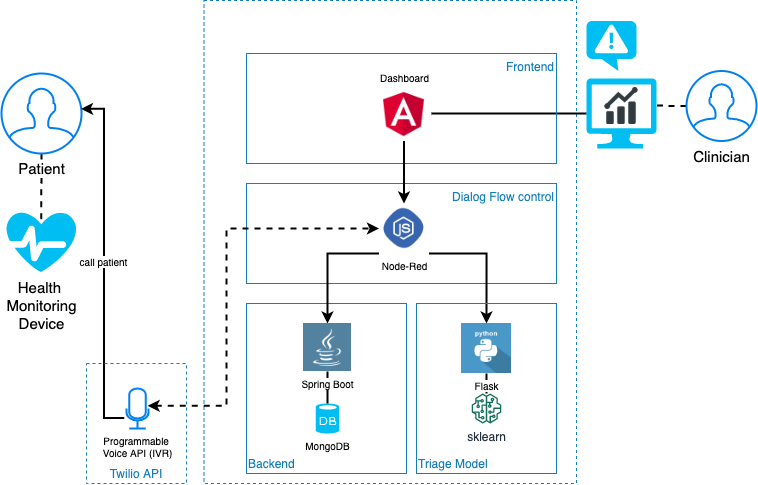 Frontend
Dashboard
A
Clinician
Patient
Dialog Flow control
JS
Node-Red
call patient
Health
Monitoring
Device
Spring Boot
DB
MongoDB
Backend
python
Flask
sklearn
Triage Model
Programmable
Voice API (IVR)
Twilio API